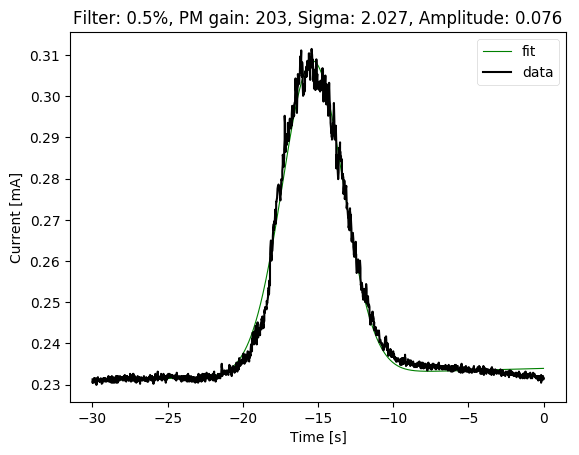 Filter: 0.5%, PM gain: 203, Sigma: 2.027, Amplitude: 0.076
fit
data
0.31
0.30
0.29
0.28
0.27
0.26
0.25
0.24
0.23
Current [mA]
−30 −25 −20 −15 −10 −5 0
Time [s]